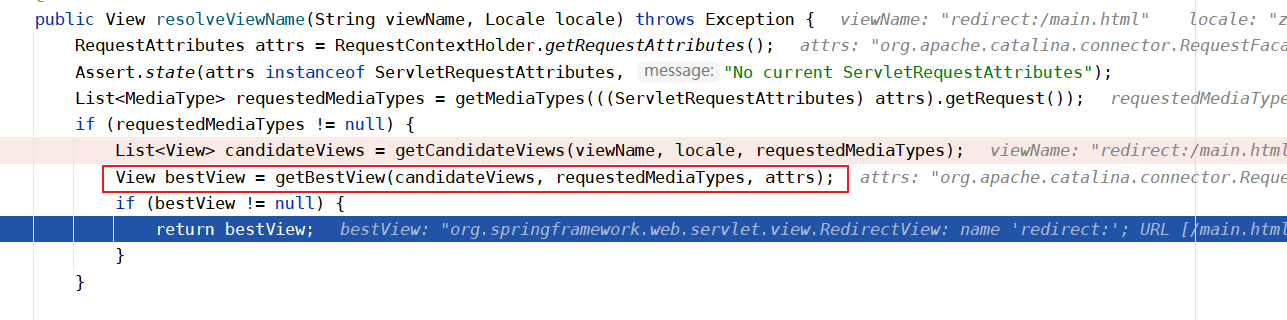 public View resolveViewName(String viewName, Locale locale) throws Exception { viewName: "redirect:/main.html" locale: "z
RequestAttributes attrs = RequestContextHolder.getRequestAttributes(); attrs: "org.apache.catalina.connector.RequestFaca
Assert.state(attrs instanceof ServletRequestAttributes, message: "No current ServletRequestAttributes");
List<MediaType> requestedMediaTypes = getMediaTypes(((ServletRequestAttributes) attrs).getRequest()); requestedMediaType
if (requestedMediaTypes != null) {
List<View> candidateViews = getCandidateViews(viewName, locale, requestedMediaTypes); viewName: "redirect:/main.html
View bestView = getBestView(candidateViews, requestedMediaTypes, attrs); attrs: "org.apache.catalina.connector.Reque
if (bestView != null) {
return bestView; bestView: "org.springframework.web.servlet.view.RedirectView: name 'redirect:'; URL [/main.html
}
}